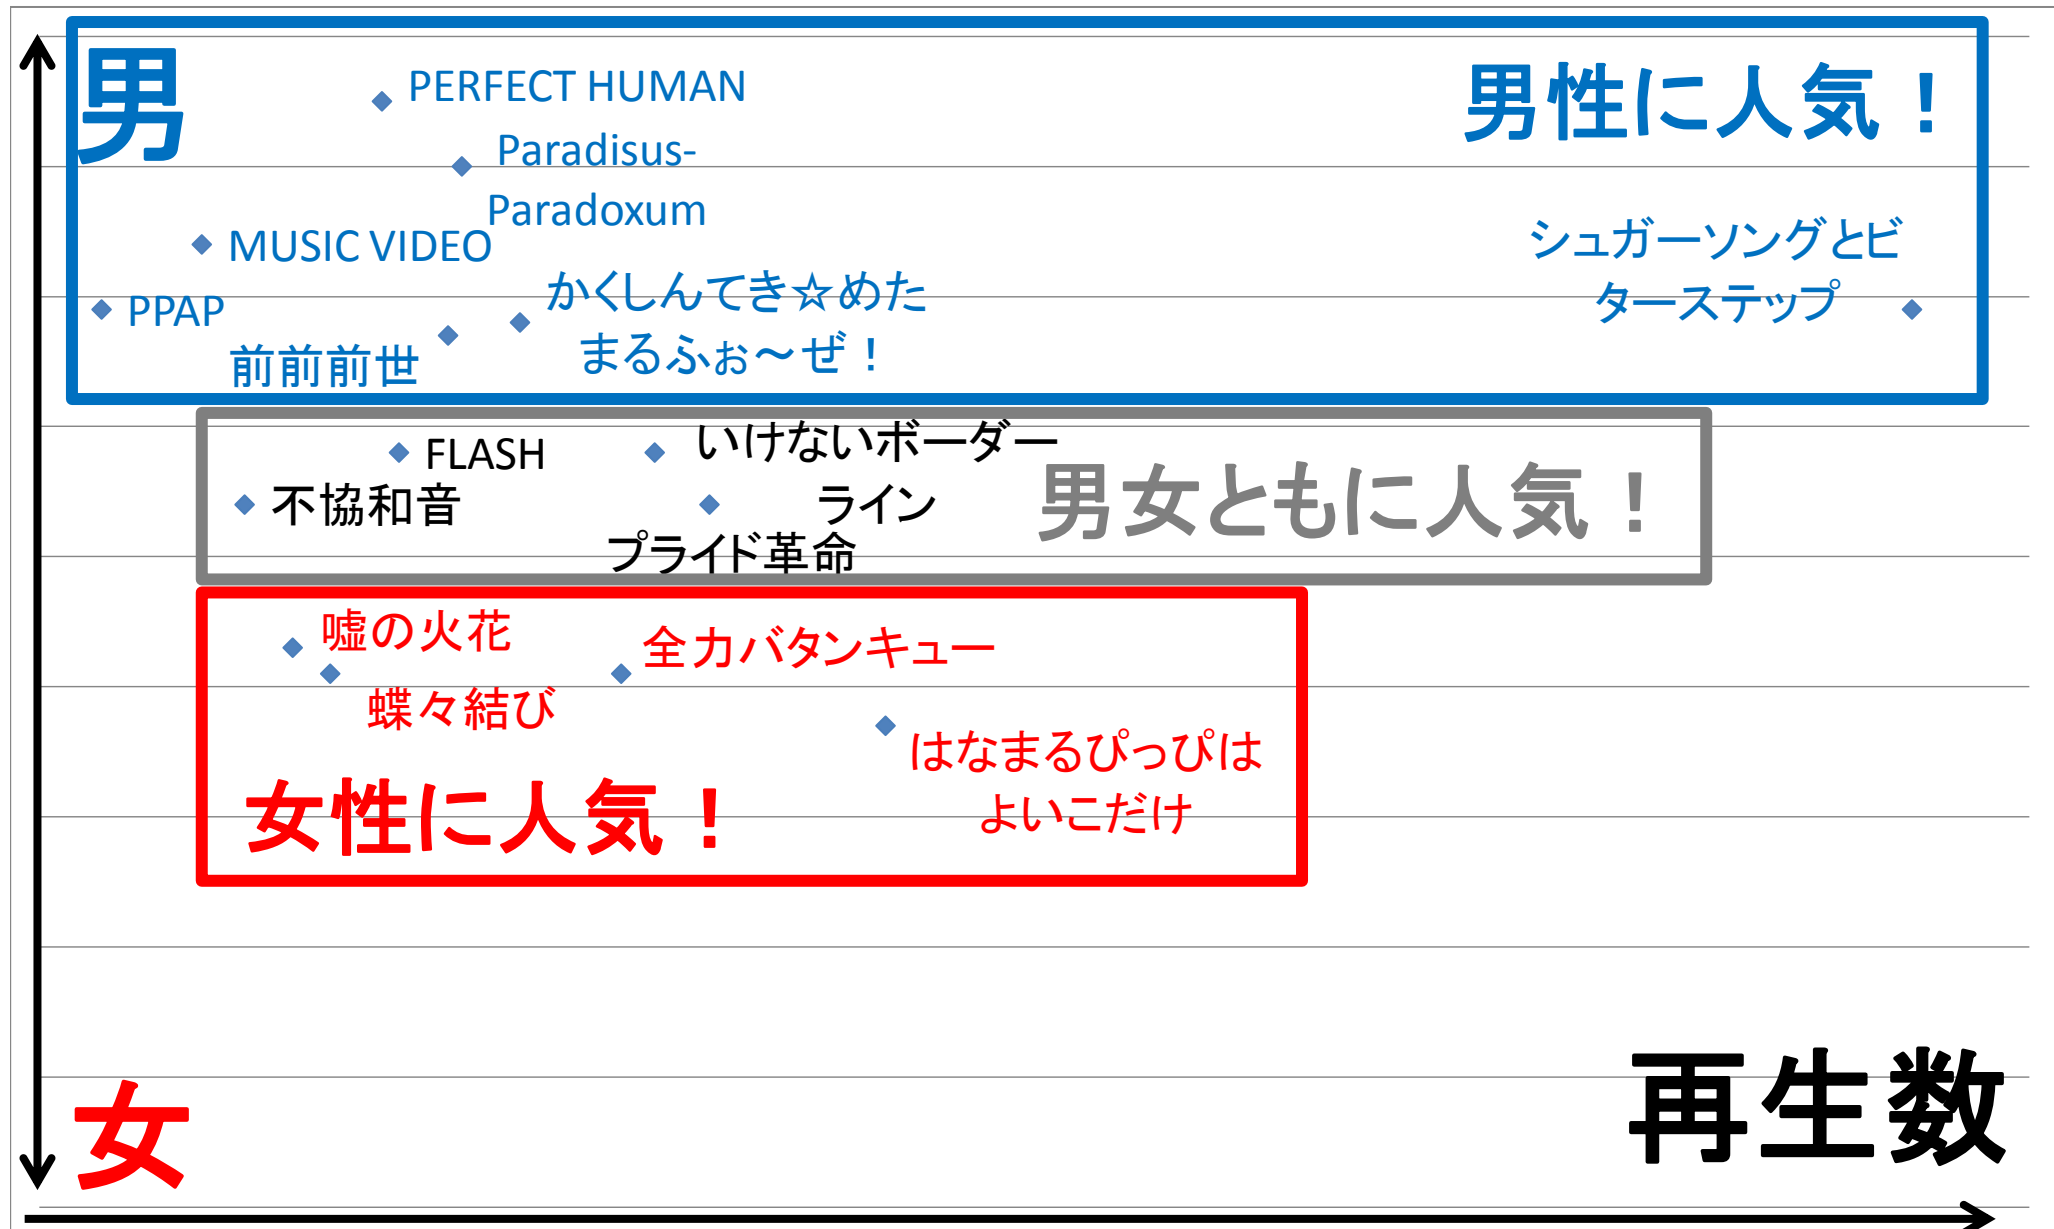 男
PERFECT HUMAN
男性に人気！
Paradisus-
Paradoxum
MUSIC VIDEO
シュガーソングとビ
ターステップ
かくしんてき☆めた
まるふぉ～ぜ！
PPAP
前前前世
FLASH
いけないボーダー
ライン
不協和音
男女ともに人気！
プライド革命
嘘の火花
全力バタンキュー
蝶々結び
はなまるぴっぴは
よいこだけ
女性に人気！
女
再生数